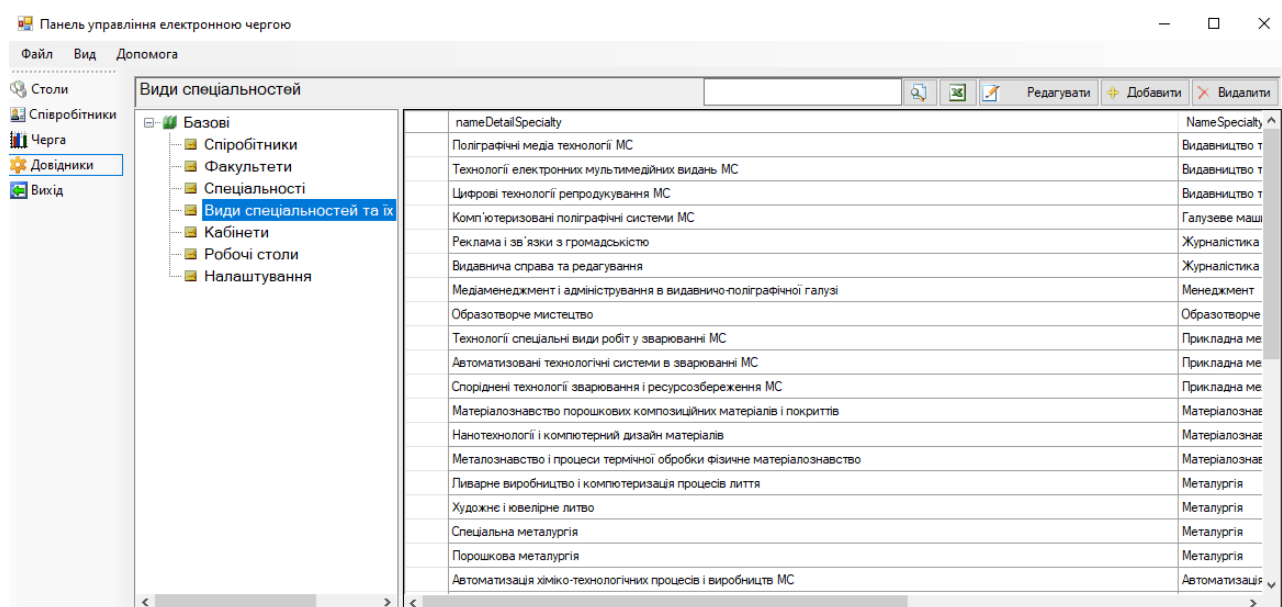 Панель управління електронною чергою
Файл Вид Допомога
Столи
Співробітники
Черга
Довідники
Вихід
Види спеціальностей
Редагувати Добавити Видалити
Базові
Спіробітники
Факультети
Спеціальності
Види спеціальностей та їх
Кабінети
Робочі столи
Налаштування
nameDetailSpecialty NameSpecialty
Поліграфічні медіа технології МС Видавництво т
Технології електронних мультимедійних видань МС Видавництво т
Цифрові технології репродукування МС Видавництво т
Комп'ютеризовані поліграфічні системи МС Галузеве маши
Реклама і зв'язки з громадськістю Журналістика
Видавнича справа та редагування Журналістика
Медіаменеджмент і адміністрування в видавничо-поліграфічної галузі Менеджмент
Образотворче мистецтво Образотворче
Технології спеціальні види робіт у зварюванні МС Прикладна ме
Автоматизовані технологічні системи в зварюванні МС Прикладна ме
Споріднені технології зварювання і ресурсозбереження МС Прикладна ме
Матеріалознавство порошкових композиційних матеріалів і покриттів Матеріалознав
Нанотехнології і компютерний дизайн матеріалів Матеріалознав
Металознавство і процеси термічної обробки фізичне матеріалознавство Матеріалознав
Ливарне виробництво і компютеризація процесів лиття Металургія
Художнє і ювелірне литво Металургія
Спеціальна металургія Металургія
Порошкова металургія Металургія
Автоматизація хіміко-технологічних процесів і виробництв МС Автоматизація